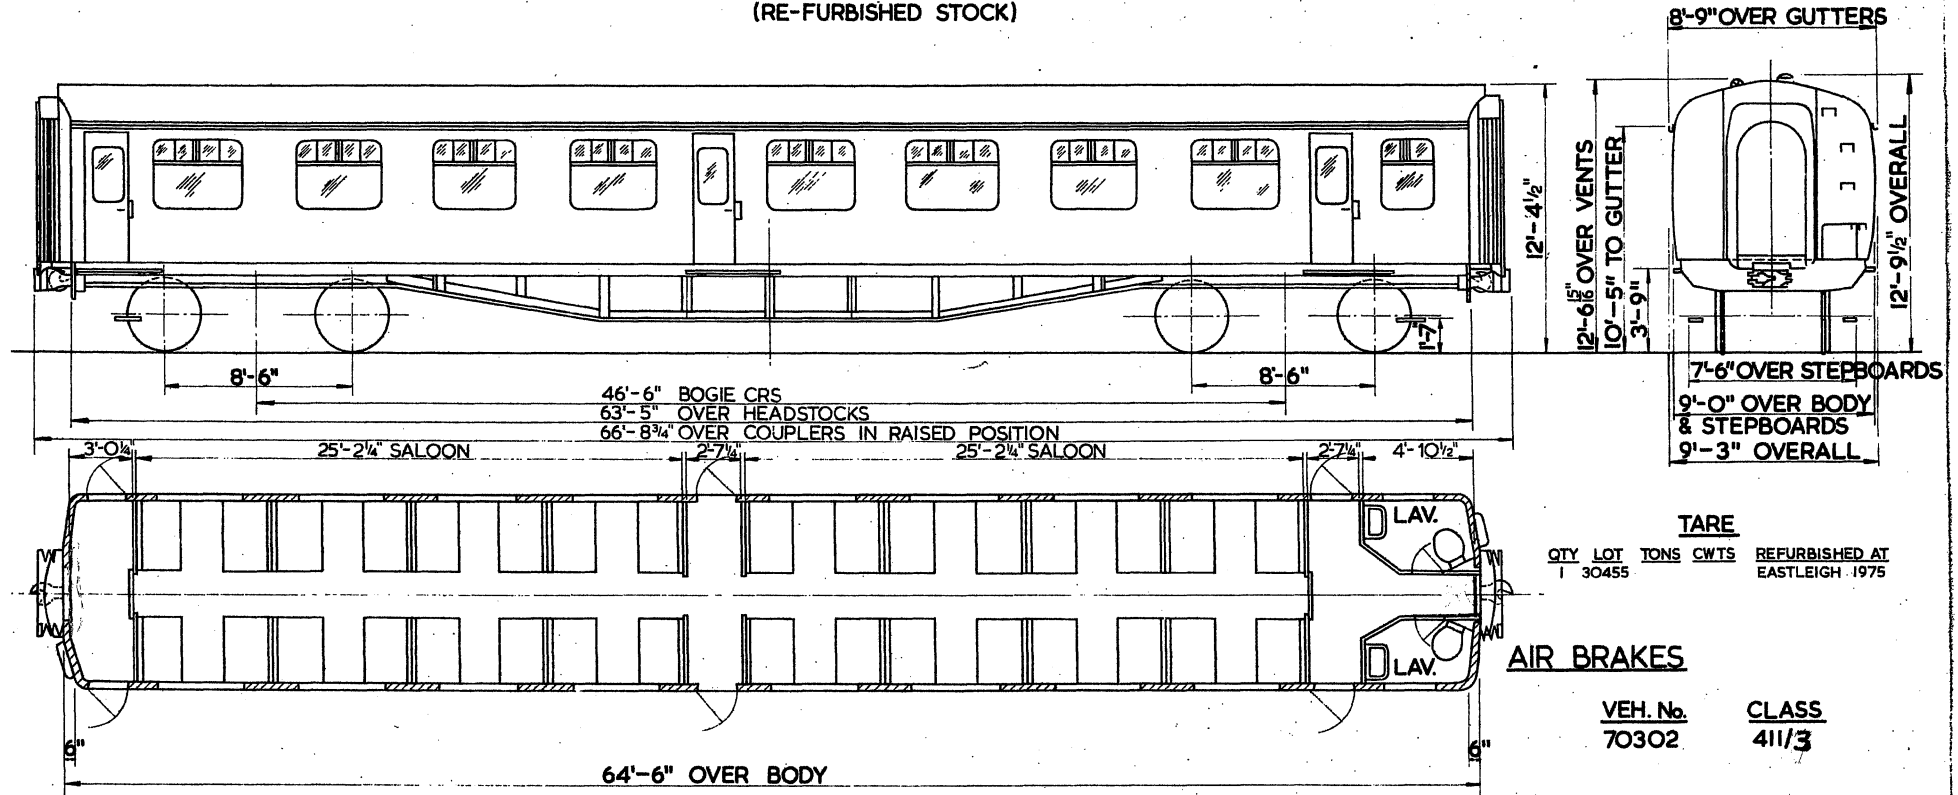 (RE-FURBISHED STOCK)
8'-9" OVER GUTTERS
12'-4½"
12'-6 15/16" OVER VENTS
10'-5" TO GUTTER
3'-9"
12'-9½" OVERALL
1'-7"
8'-6"
8'-6"
7'-6" OVER STEPBOARDS
46'-6" BOGIE CRS
63'-5" OVER HEADSTOCKS
66'-8¾" OVER COUPLERS IN RAISED POSITION
9'-0" OVER BODY
& STEPBOARDS
9'-3" OVERALL
3'-0¼"
25'-2¼" SALOON
2'-7¼"
25'-2¼" SALOON
2'-7¼"
4'-10½"
LAV.
LAV.
TARE
QTY LOT TONS CWTS REFURBISHED AT
1 30455 EASTLEIGH 1975
AIR BRAKES
VEH. No. CLASS
70302 411/3
6"
6"
64'-6" OVER BODY